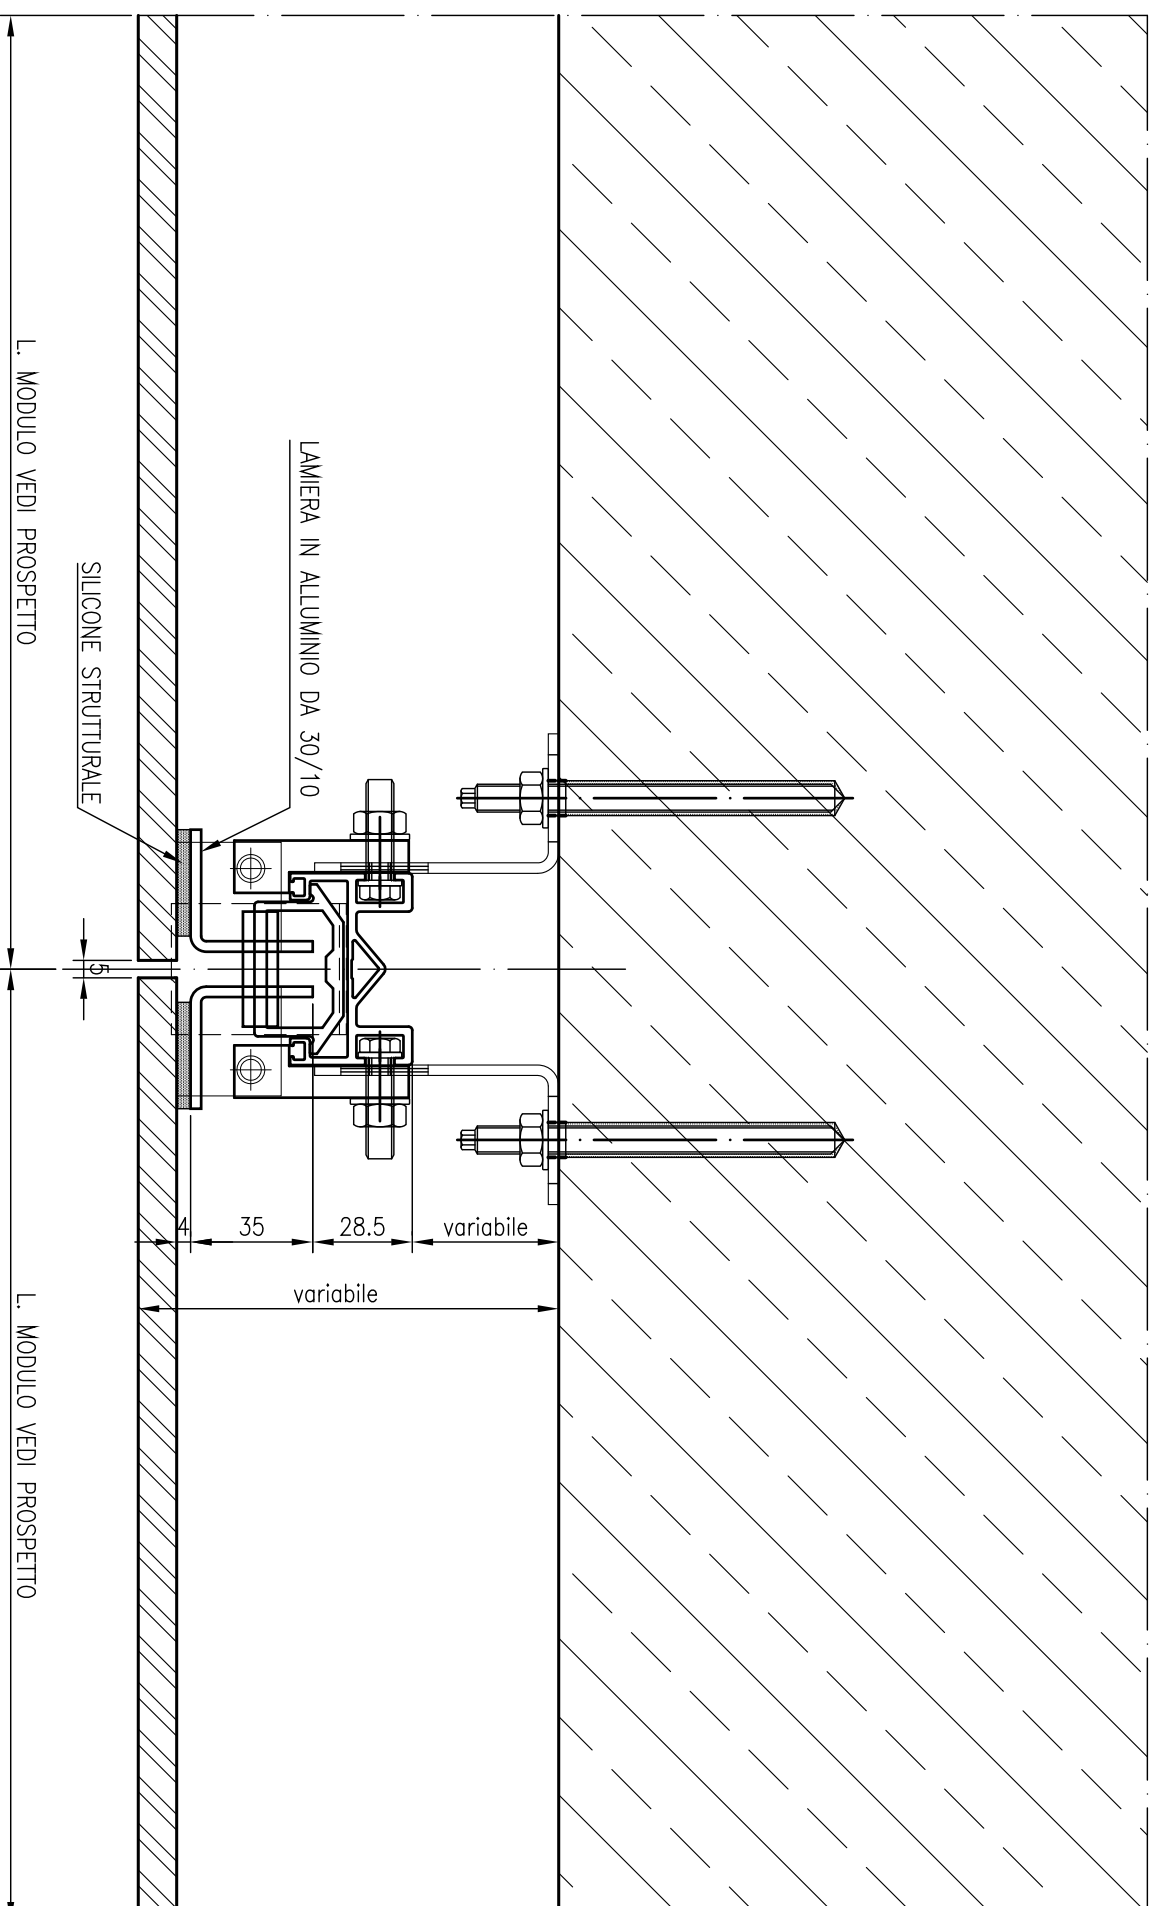 L. MODULO VEDI PROSPETTO
LAMIERA IN ALLUMINIO DA 30/10
SILICONE STRUTTURALE
5
4
35
28.5
variabile
variabile
L. MODULO VEDI PROSPETTO